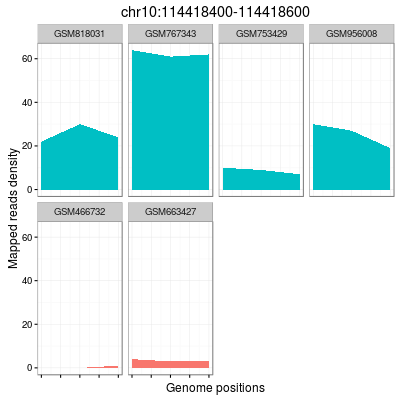 chr10:114418400-114418600
GSM818031 GSM767343 GSM753429 GSM956008
60
40
20
0
GSM466732 GSM663427
60
40
20
0
Mapped reads density
Genome positions